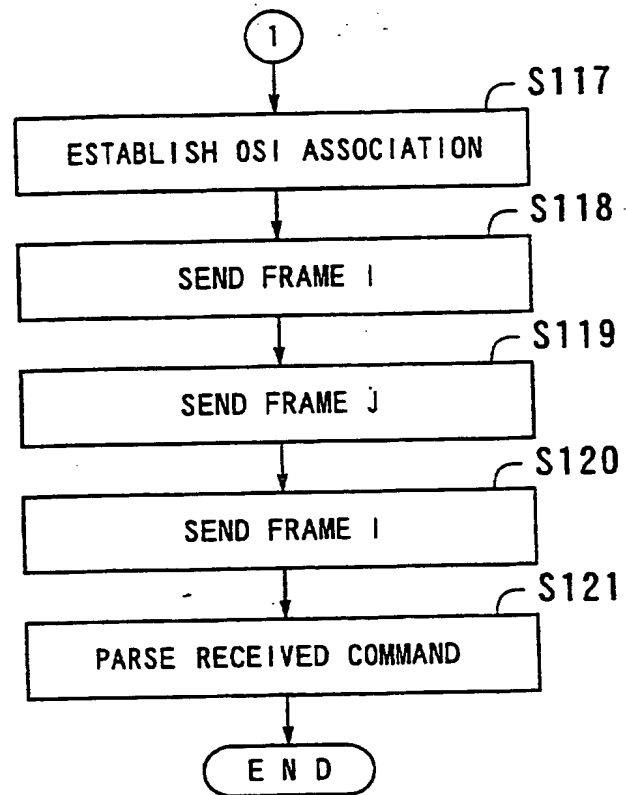 1
S117
ESTABLISH OSI ASSOCIATION
S118
SEND FRAME I
S119
SEND FRAME J
S120
SEND FRAME I
S121
PARSE RECEIVED COMMAND
END